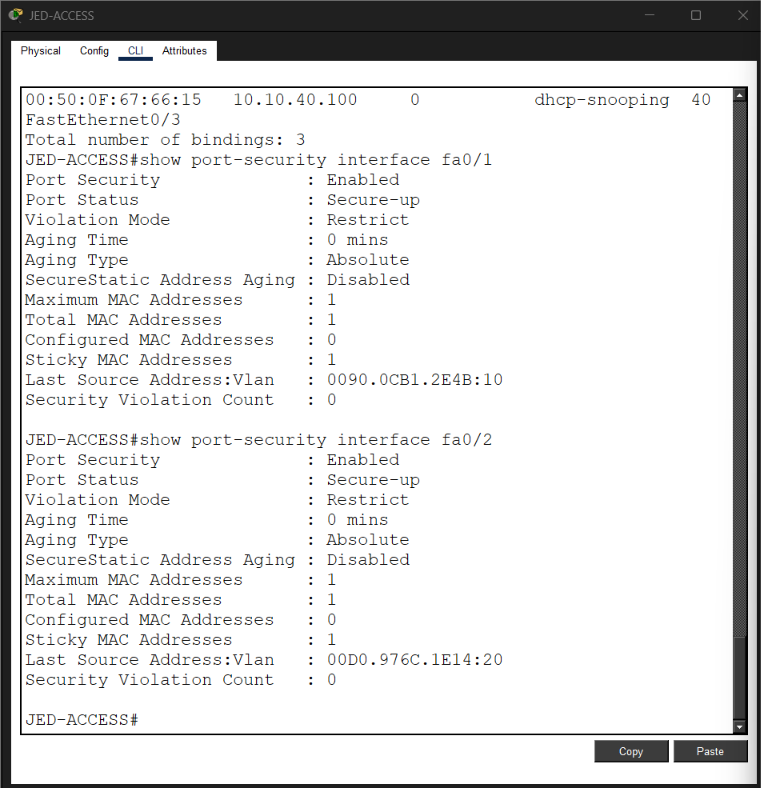 JED-ACCESS
Physical Config CLI Attributes
00:50:0F:67:66:15 10.10.40.100 0 dhcp-snooping 40
FastEthernet0/3
Total number of bindings: 3
JED-ACCESS#show port-security interface fa0/1
Port Security : Enabled
Port Status : Secure-up
Violation Mode : Restrict
Aging Time : 0 mins
Aging Type : Absolute
SecureStatic Address Aging : Disabled
Maximum MAC Addresses : 1
Total MAC Addresses : 1
Configured MAC Addresses : 0
Sticky MAC Addresses : 1
Last Source Address:Vlan : 0090.0CB1.2E4B:10
Security Violation Count : 0
JED-ACCESS#show port-security interface fa0/2
Port Security : Enabled
Port Status : Secure-up
Violation Mode : Restrict
Aging Time : 0 mins
Aging Type : Absolute
SecureStatic Address Aging : Disabled
Maximum MAC Addresses : 1
Total MAC Addresses : 1
Configured MAC Addresses : 0
Sticky MAC Addresses : 1
Last Source Address:Vlan : 00D0.976C.1E14:20
Security Violation Count : 0
JED-ACCESS#
Copy Paste